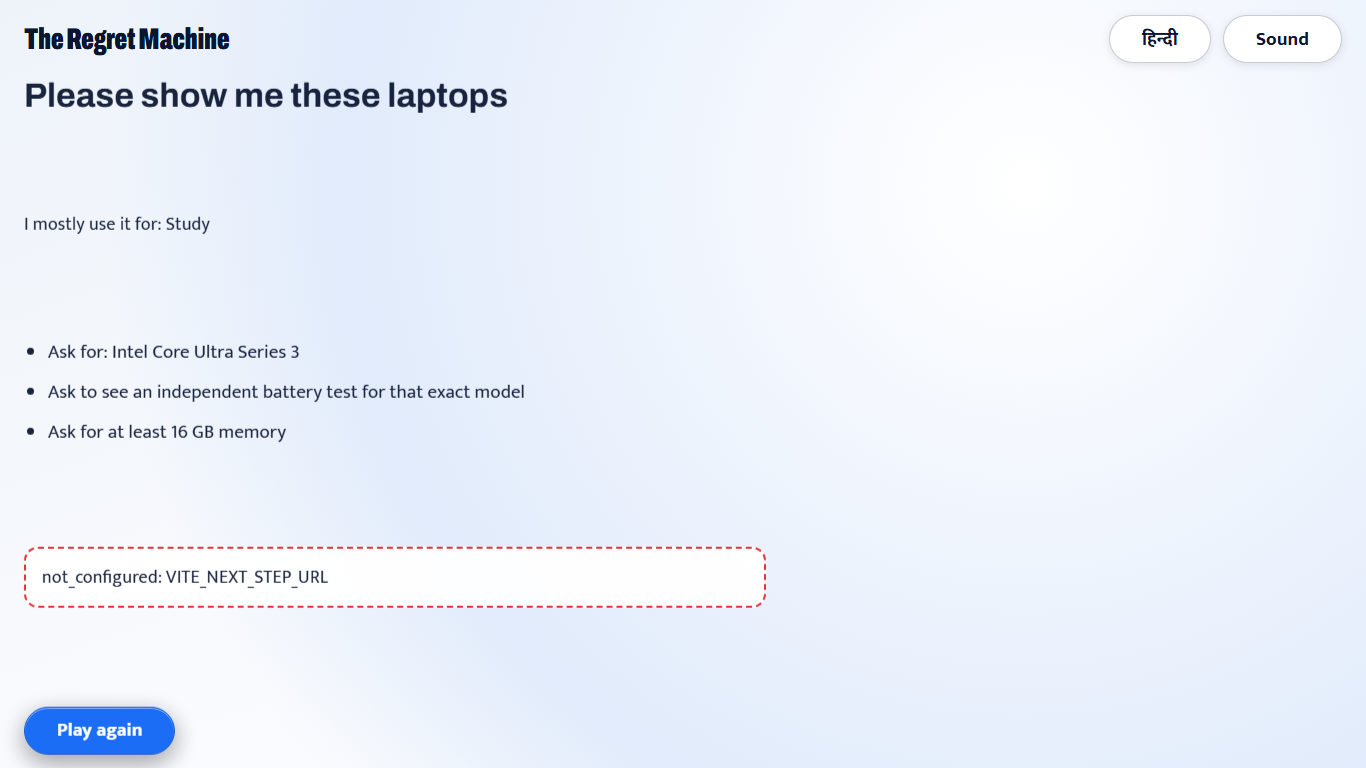 The Regret Machine
हिन्दी
Sound
Please show me these laptops
I mostly use it for: Study
Ask for: Intel Core Ultra Series 3
Ask to see an independent battery test for that exact model
Ask for at least 16 GB memory
not_configured: VITE_NEXT_STEP_URL
Play again